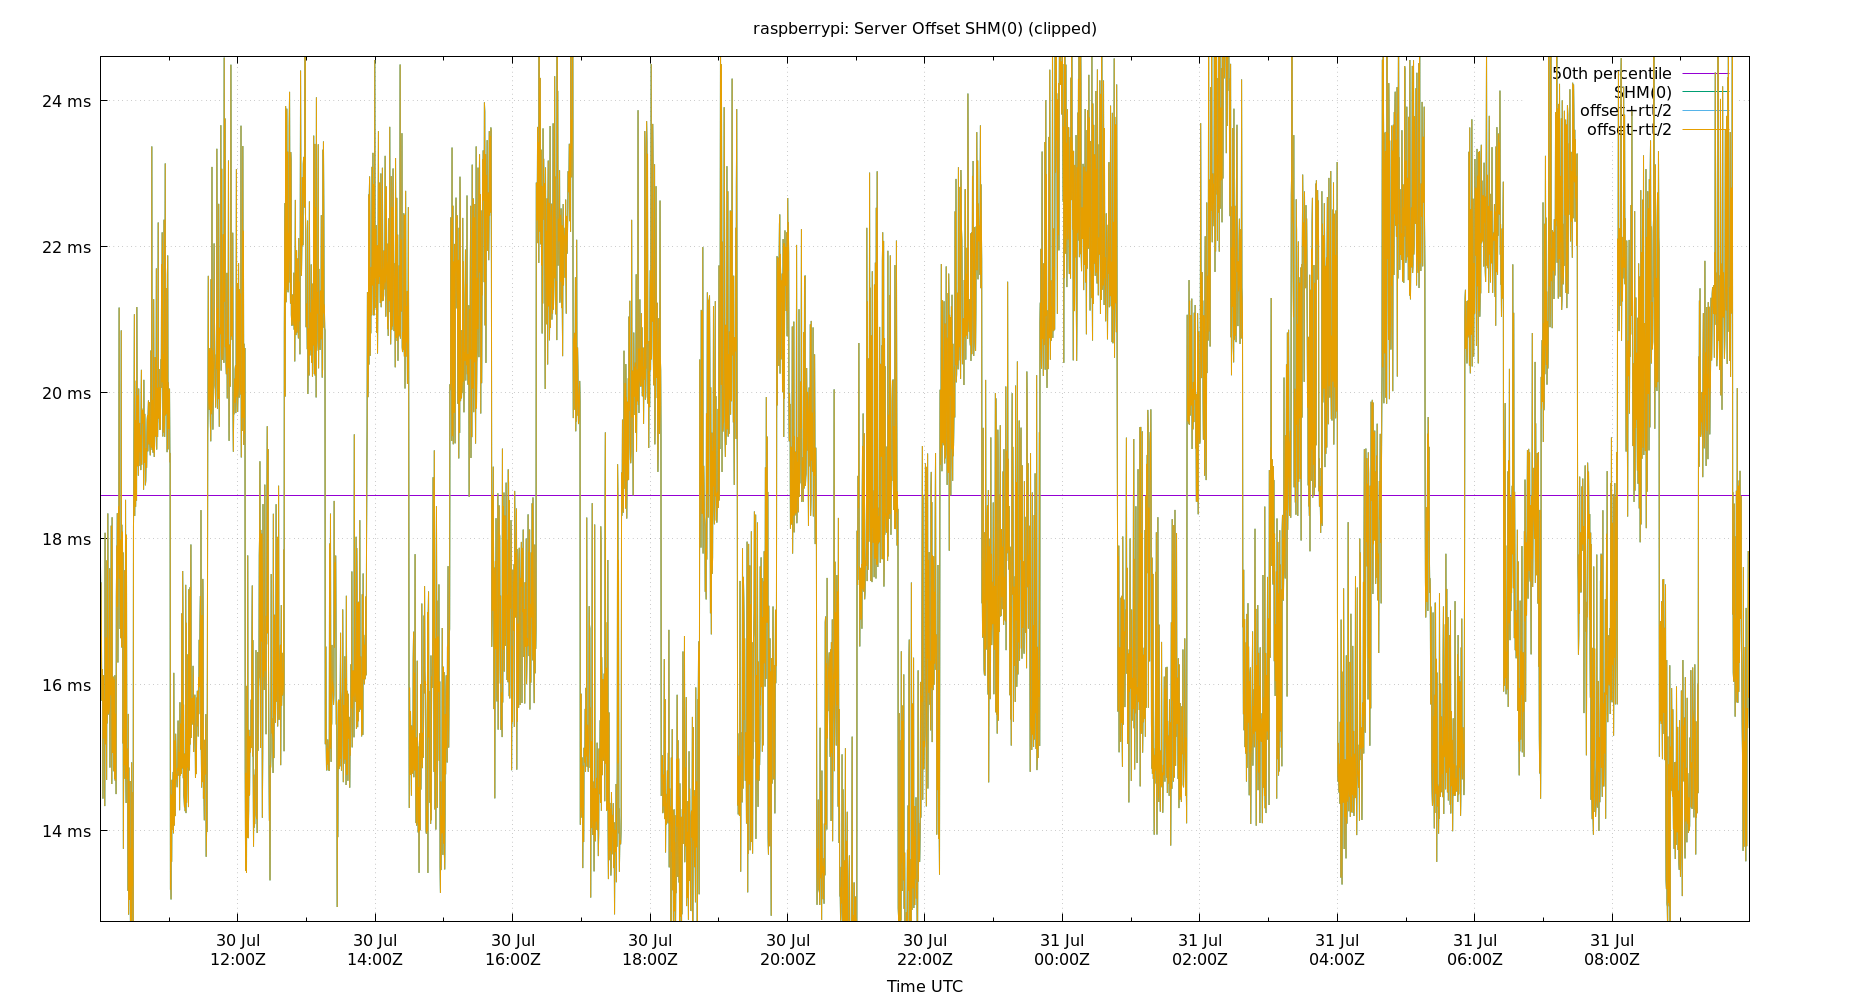 raspberrypi: Server Offset SHM(0) (clipped)
50th percentile
SHM(0)
offset+rtt/2
offset-rtt/2
24 ms
22 ms
20 ms
18 ms
16 ms
14 ms
30 Jul 30 Jul 30 Jul 30 Jul 30 Jul 30 Jul 31 Jul 31 Jul 31 Jul 31 Jul 31 Jul
12:00Z 14:00Z 16:00Z 18:00Z 20:00Z 22:00Z 00:00Z 02:00Z 04:00Z 06:00Z 08:00Z
Time UTC